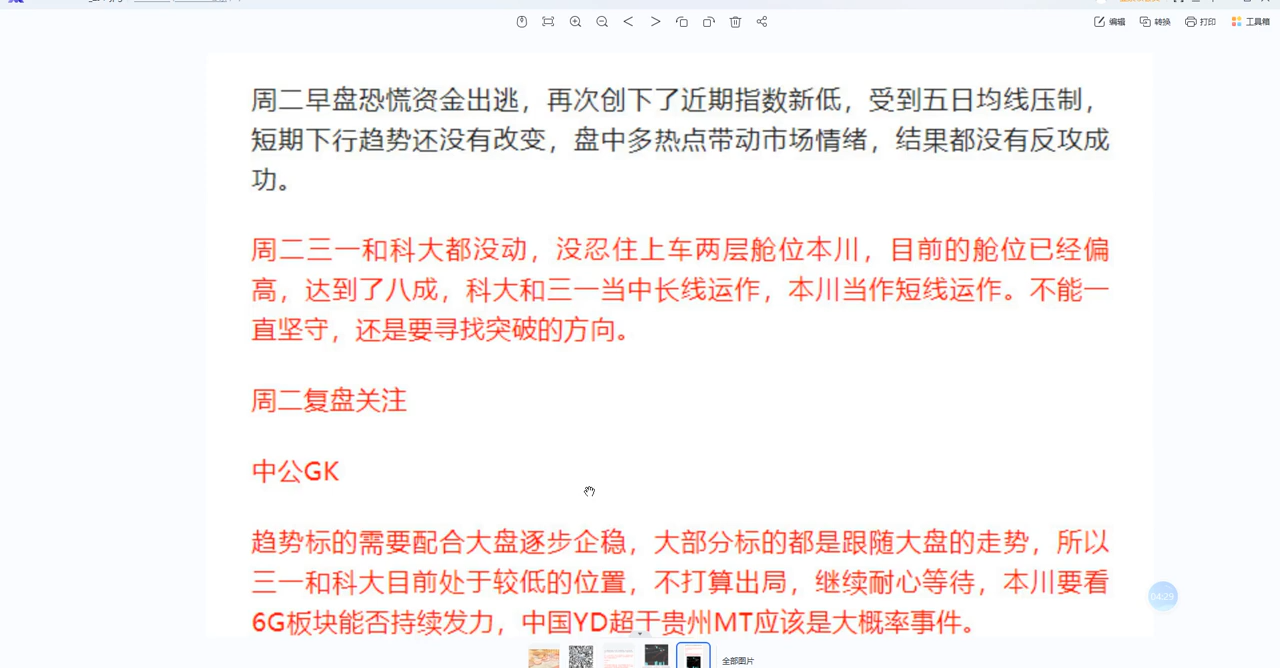 编辑 转换 打印 工具箱
周二早盘恐慌资金出逃，再次创下了近期指数新低，受到五日均线压制，
短期下行趋势还没有改变，盘中多热点带动市场情绪，结果都没有反攻成
功。
周二三一和科大都没动，没忍住上车两层舱位本川，目前的舱位已经偏
高，达到了八成，科大和三一当中长线运作，本川当作短线运作。不能一
直坚守，还是要寻找突破的方向。
周二复盘关注
中公GK
趋势标的需要配合大盘逐步企稳，大部分标的都是跟随大盘的走势，所以
三一和科大目前处于较低的位置，不打算出局，继续耐心等待，本川要看
6G板块能否持续发力，中国YD超于贵州MT应该是大概率事件。
04:29
全部图片